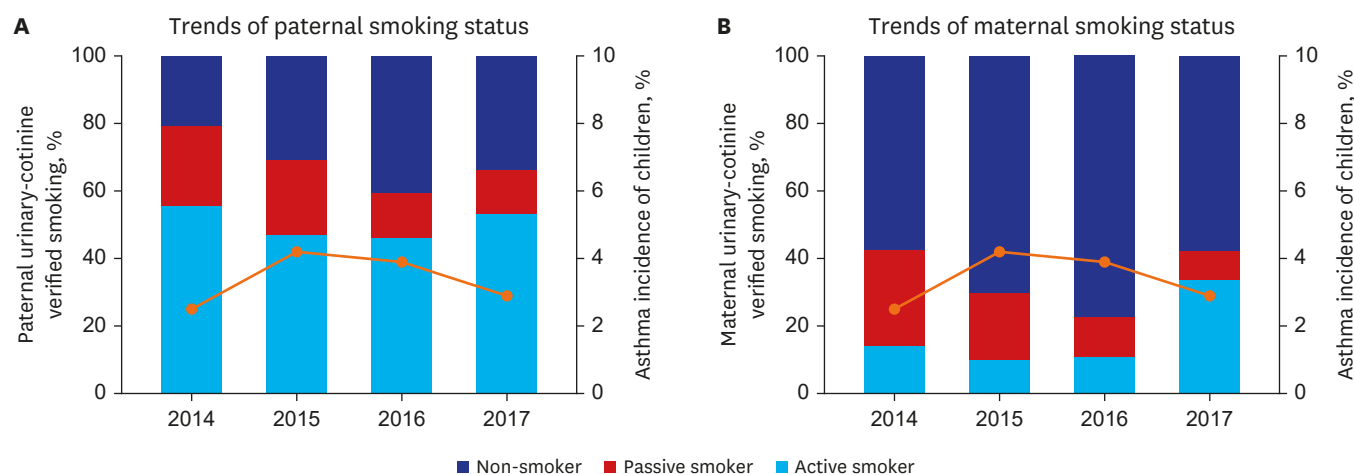 A Trends of paternal smoking status
Paternal urinary-cotinine
verified smoking, %
100
80
60
40
20
0
10
8
6
4
2
0
Asthma incidence of children, %
2014 2015 2016 2017
B Trends of maternal smoking status
Maternal urinary-cotinine
verified smoking, %
100
80
60
40
20
0
10
8
6
4
2
0
Asthma incidence of children, %
2014 2015 2016 2017
Non-smoker Passive smoker Active smoker